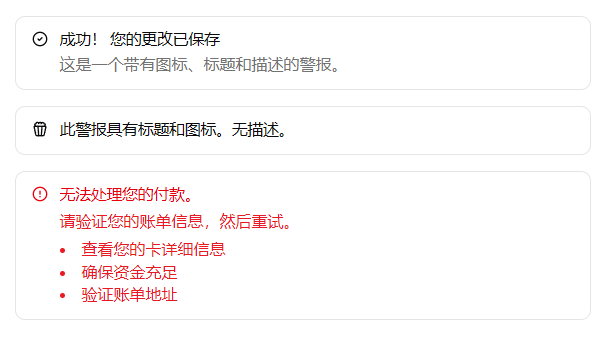 成功！ 您的更改已保存
这是一个带有图标、标题和描述的警报。
此警报具有标题和图标。无描述。
无法处理您的付款。
请验证您的账单信息，然后重试。
• 查看您的卡详细信息
• 确保资金充足
• 验证账单地址